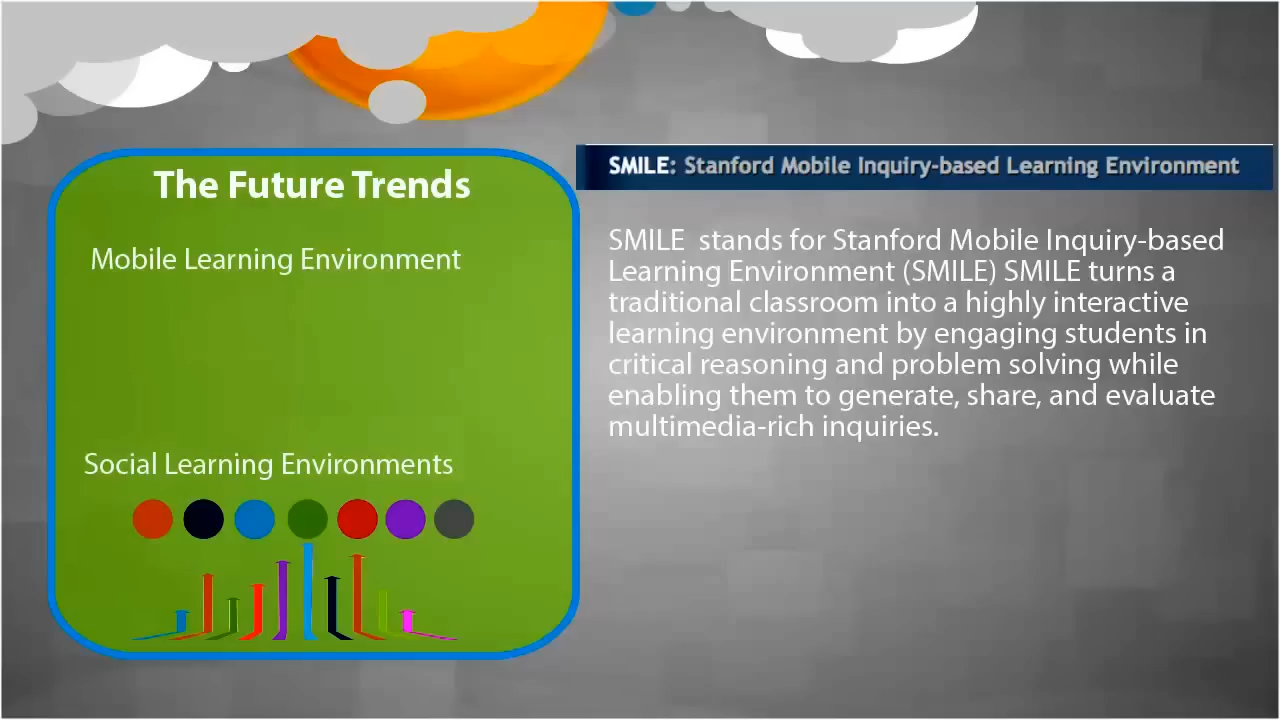 The Future Trends
Mobile Learning Environment
Social Learning Environments
SMILE: Stanford Mobile Inquiry-based Learning Environment
SMILE  stands for Stanford Mobile Inquiry-based
Learning Environment (SMILE) SMILE turns a
traditional classroom into a highly interactive
learning environment by engaging students in
critical reasoning and problem solving while
enabling them to generate, share, and evaluate
multimedia-rich inquiries.